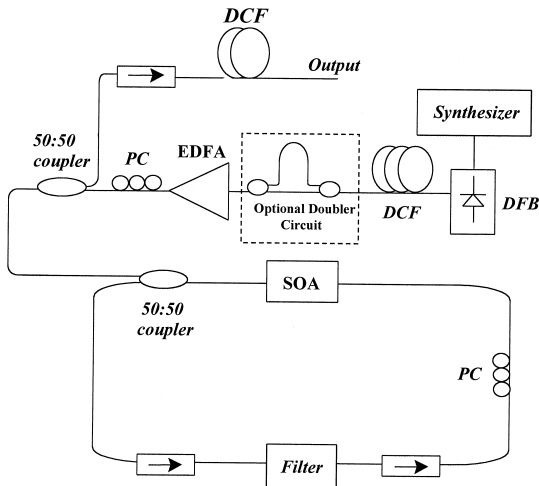 DCF
Output
Synthesizer
50:50
coupler
PC
EDFA
Optional Doubler
Circuit
DCF
DFB
50:50
coupler
SOA
PC
Filter